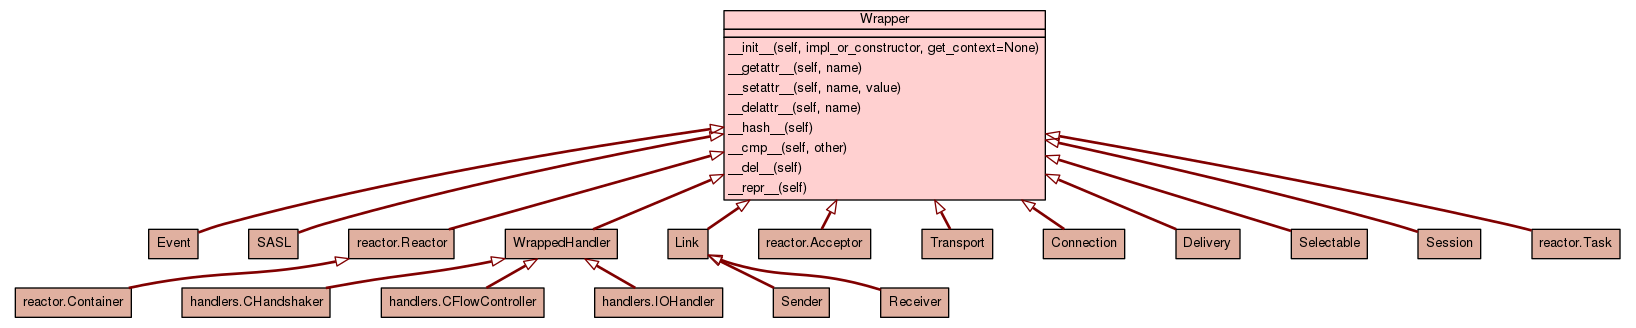 Wrapper
__init__(self, impl_or_constructor, get_context=None)
__getattr__(self, name)
__setattr__(self, name, value)
__delattr__(self, name)
__hash__(self)
__cmp__(self, other)
__del__(self)
__repr__(self)
Event
SASL
reactor.Reactor
WrappedHandler
Link
reactor.Acceptor
Transport
Connection
Delivery
Selectable
Session
reactor.Task
reactor.Container
handlers.CHandshaker
handlers.CFlowController
handlers.IOHandler
Sender
Receiver